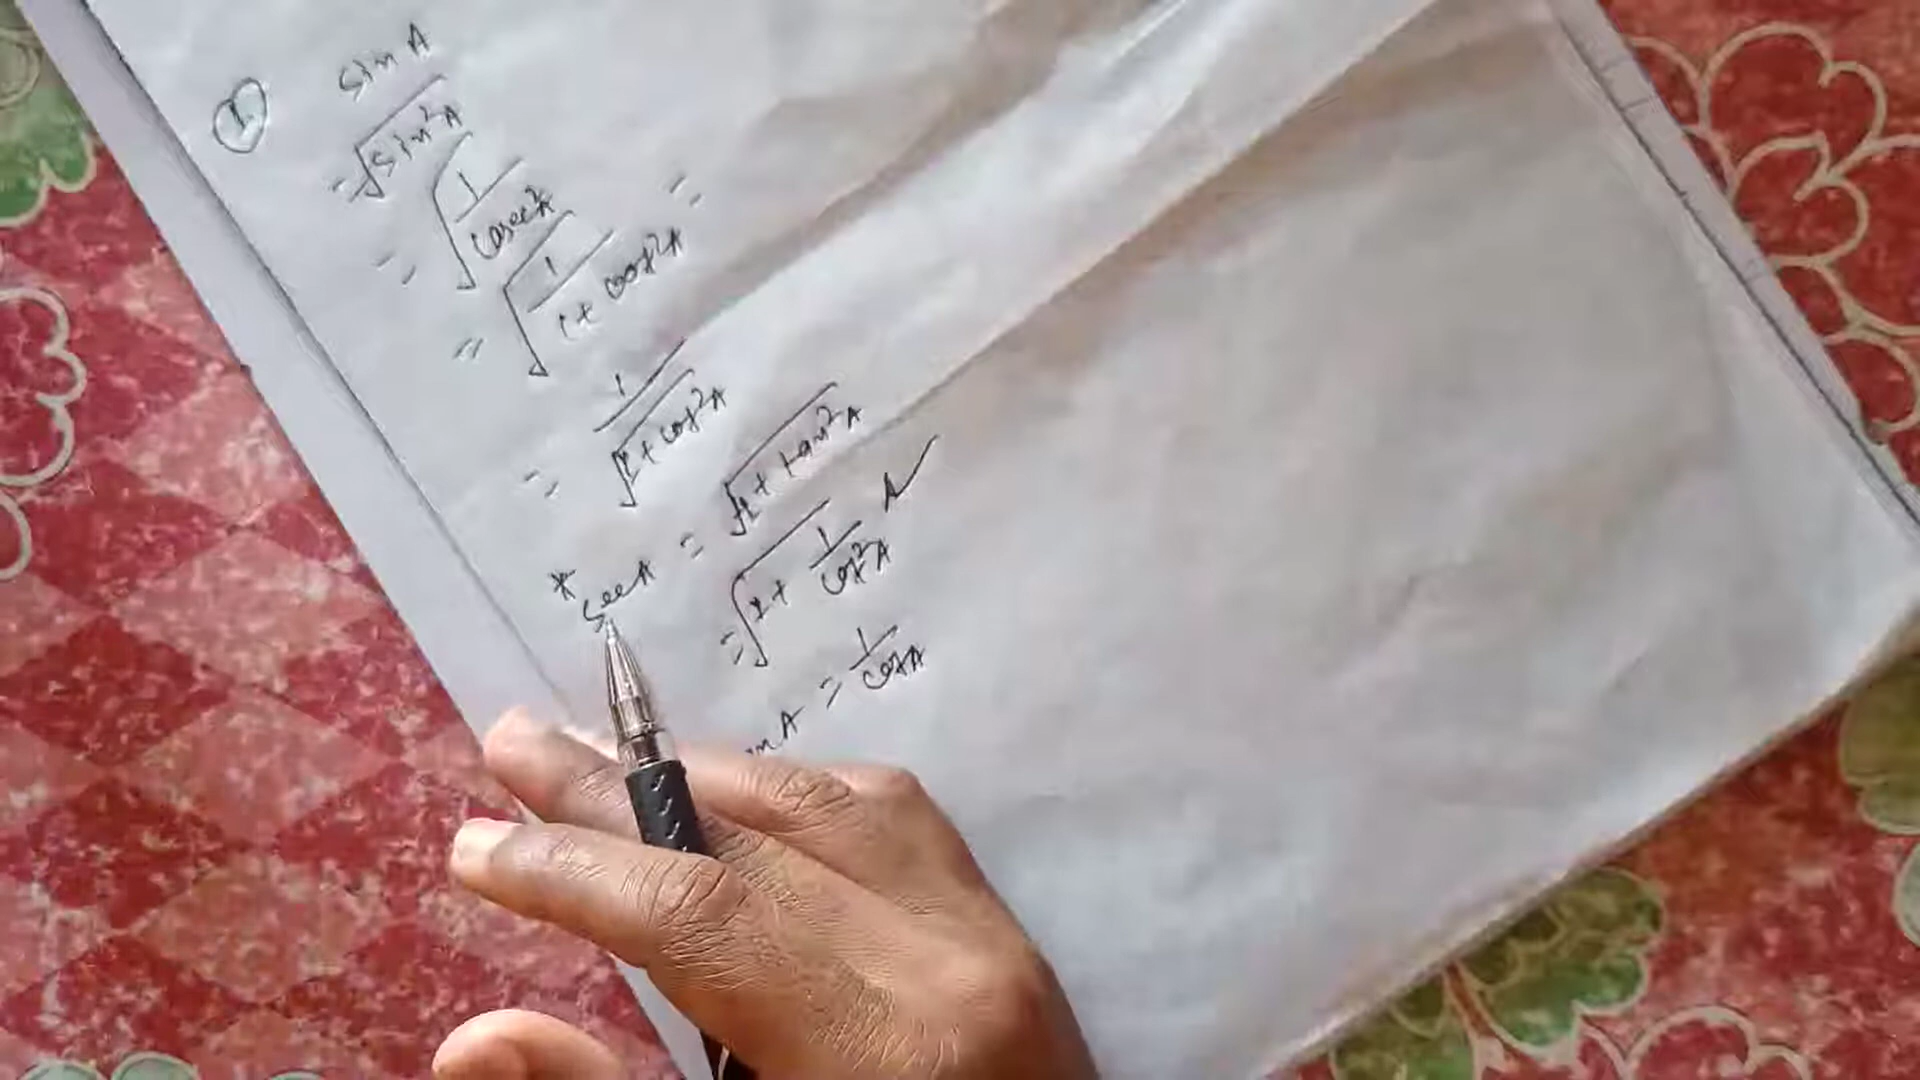 ① sin A
= √sin²A
= √(1/cosec²A)
= √(1/(1 + cot²A)) =
= 1/√(1 + cot²A)
* sec A = √(1 + tan²A)
= √(1 + 1/cot²A)
A = 1/cot A